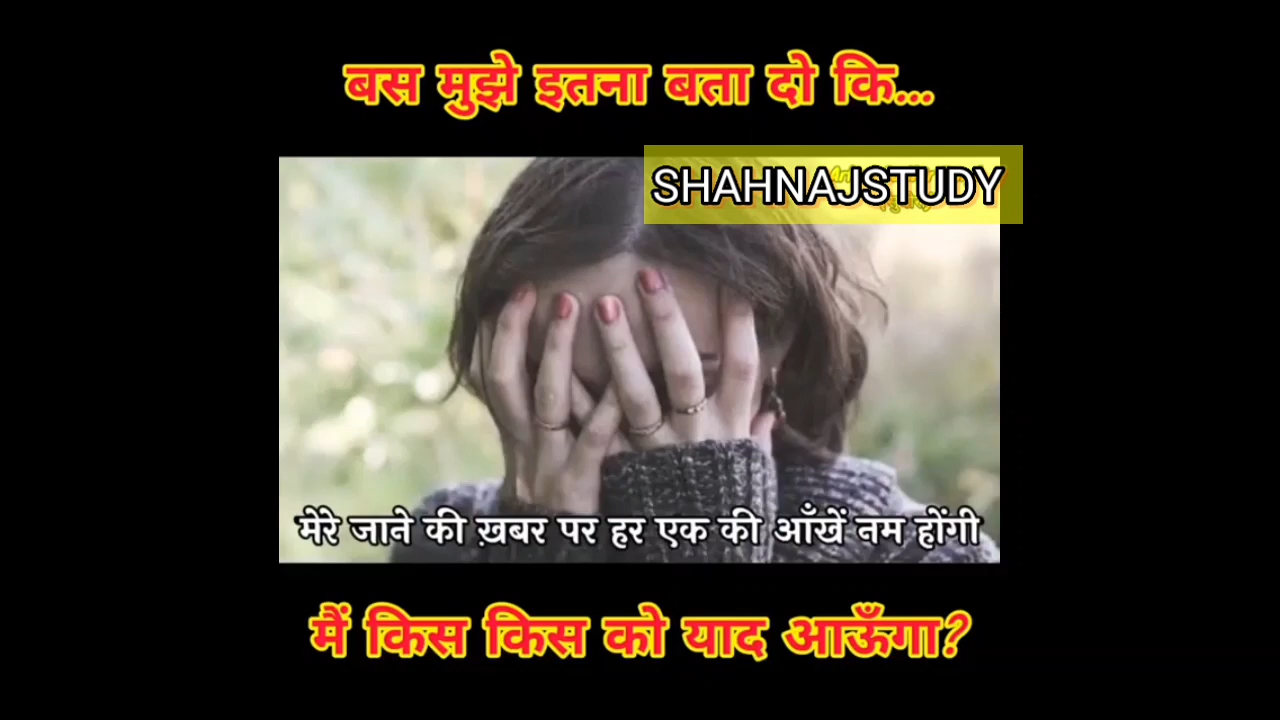 बस मुझे इतना बता दो कि...
SHAHNAJSTUDY
मेरे जाने की ख़बर पर हर एक की आँखें नम होंगी
मैं किस किस को याद आऊँगा?